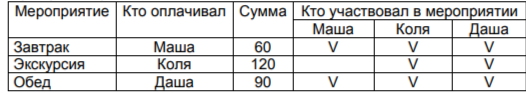 Мероприятие Кто оплачивал Сумма Кто участвовал в мероприятии
Маша Коля Даша
Завтрак Маша 60 V V V
Экскурсия Коля 120 V V
Обед Даша 90 V V V